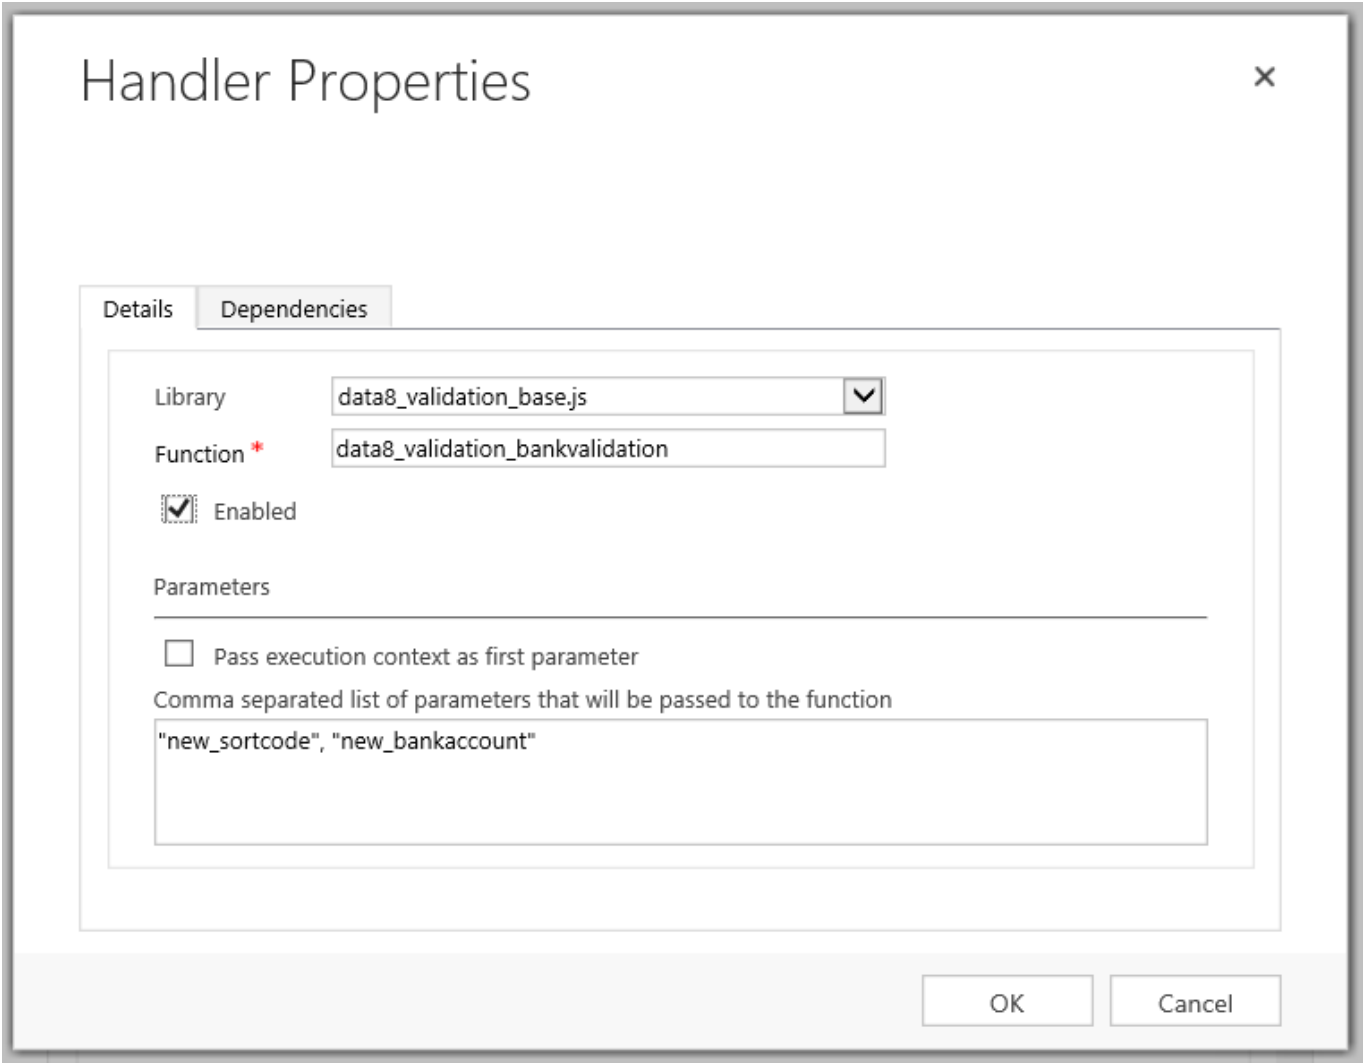 Handler Properties
Details
Dependencies
Library
data8_validation_base.js
Function *
data8_validation_bankvalidation
Enabled
Parameters
Pass execution context as first parameter
Comma separated list of parameters that will be passed to the function
"new_sortcode", "new_bankaccount"
OK
Cancel